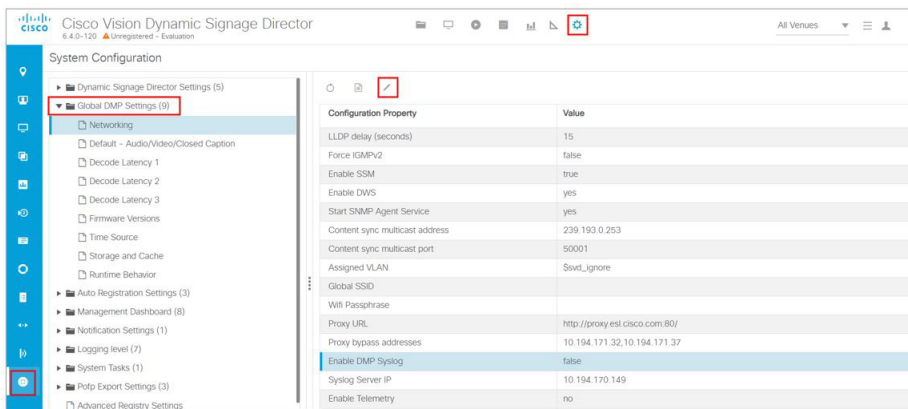 cisco
Cisco Vision Dynamic Signage Director
6.4.0-120 Unregistered - Evaluation
All Venues
System Configuration
Dynamic Signage Director Settings (5)
Global DMP Settings (9)
Networking
Default - Audio/Video/Closed Caption
Decode Latency 1
Decode Latency 2
Decode Latency 3
Firmware Versions
Time Source
Storage and Cache
Runtime Behavior
Auto Registration Settings (3)
Management Dashboard (8)
Notification Settings (1)
Logging level (7)
System Tasks (1)
Pofp Export Settings (3)
Advanced Registry Settings
Configuration Property Value
LLDP delay (seconds) 15
Force IGMPv2 false
Enable SSM true
Enable DWS yes
Start SNMP Agent Service yes
Content sync multicast address 239.193.0.253
Content sync multicast port 50001
Assigned VLAN $svd_ignore
Global SSID
Wifi Passphrase
Proxy URL http://proxy.esl.cisco.com:80/
Proxy bypass addresses 10.194.171.32,10.194.171.37
Enable DMP Syslog false
Syslog Server IP 10.194.170.149
Enable Telemetry no